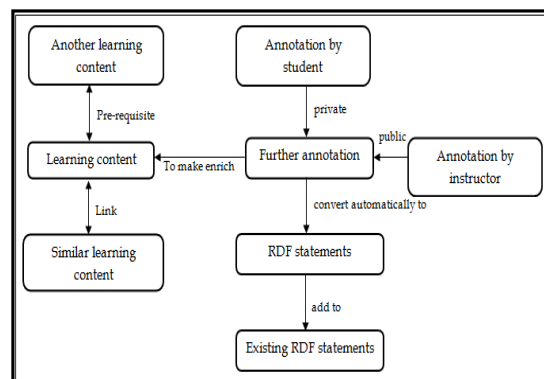 Another learning
content
Annotation by
student
Pre-requisite
private
public
Learning content
To make enrich
Further annotation
Annotation by
instructor
Link
convert automatically to
Similar learning
content
RDF statements
add to
Existing RDF statements